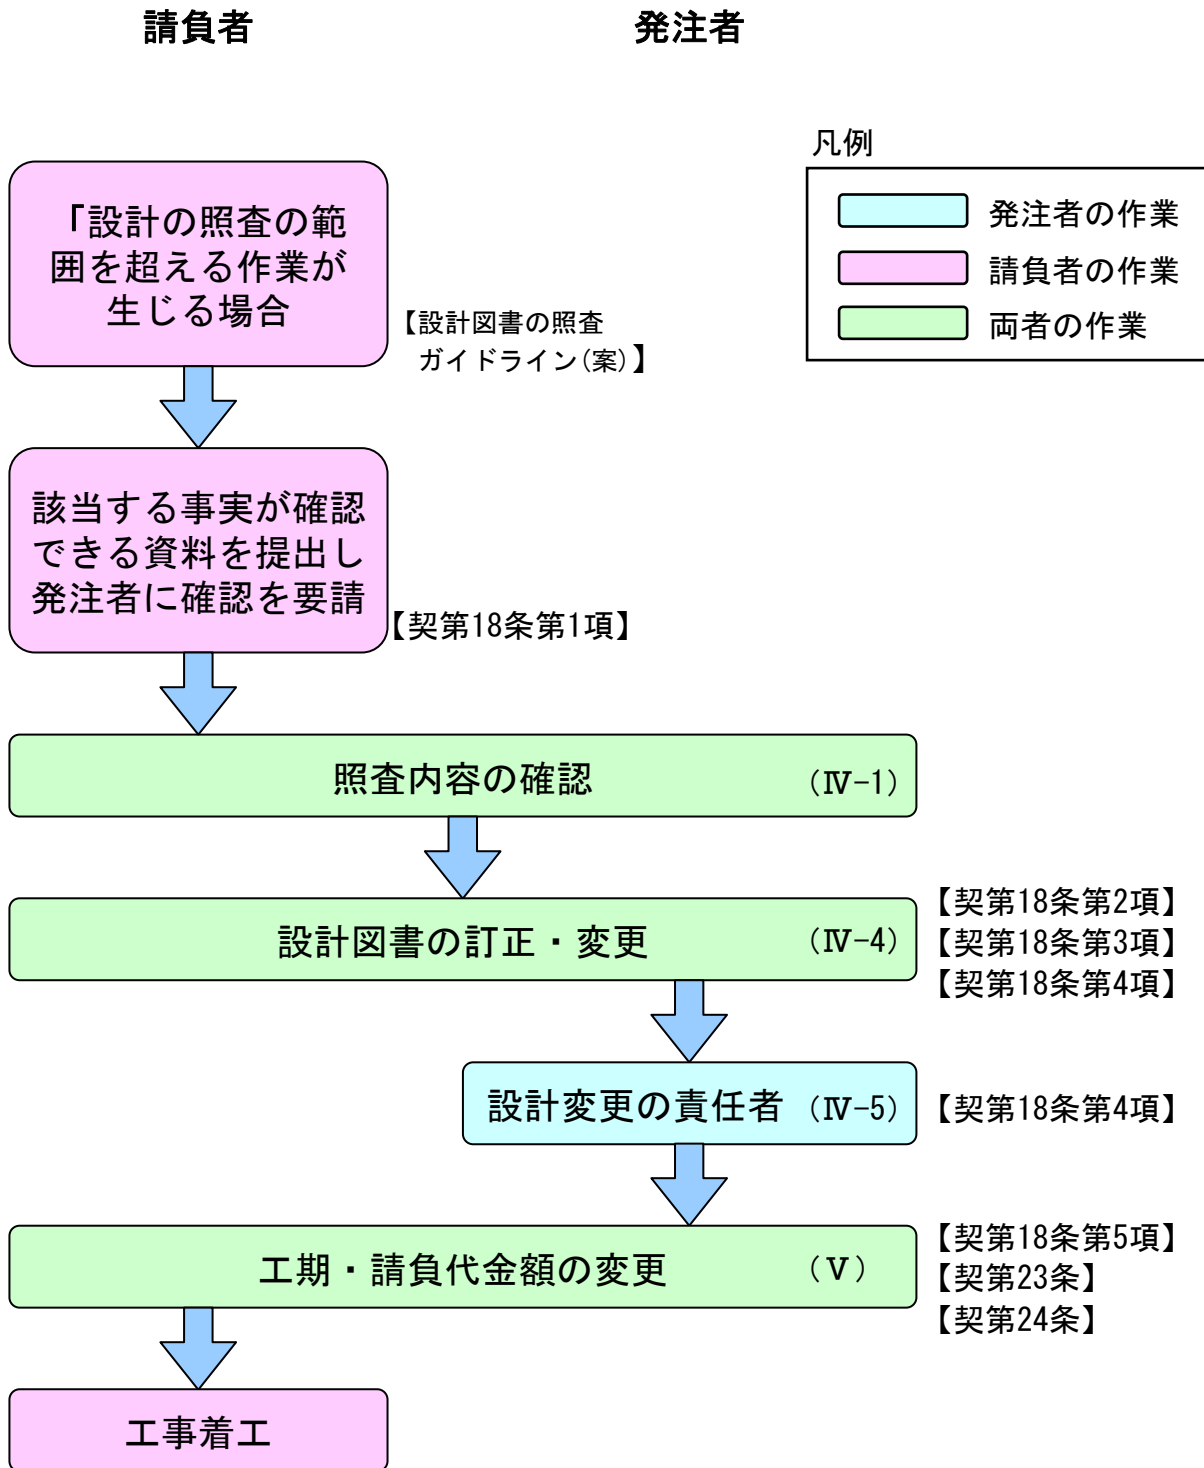 請負者
発注者
凡例
発注者の作業
請負者の作業
両者の作業
「設計の照査の範
囲を超える作業が
生じる場合
【設計図書の照査
ガイドライン(案)】
該当する事実が確認
できる資料を提出し
発注者に確認を要請
【契第18条第1項】
照査内容の確認 (Ⅳ-1)
設計図書の訂正・変更 (Ⅳ-4)
【契第18条第2項】
【契第18条第3項】
【契第18条第4項】
設計変更の責任者 (Ⅳ-5)
【契第18条第4項】
工期・請負代金額の変更 (Ⅴ)
【契第18条第5項】
【契第23条】
【契第24条】
工事着工